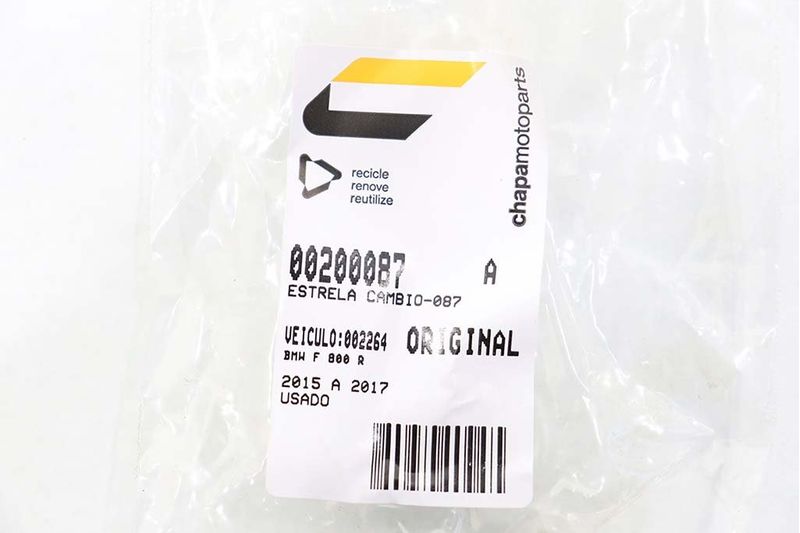 chapamotoparts
recicle
renove
reutilize
00200087 A
ESTRELA CAMBIO-087
VEICULO:002264 ORIGINAL
BMW F 800 R
2015 A 2017
USADO